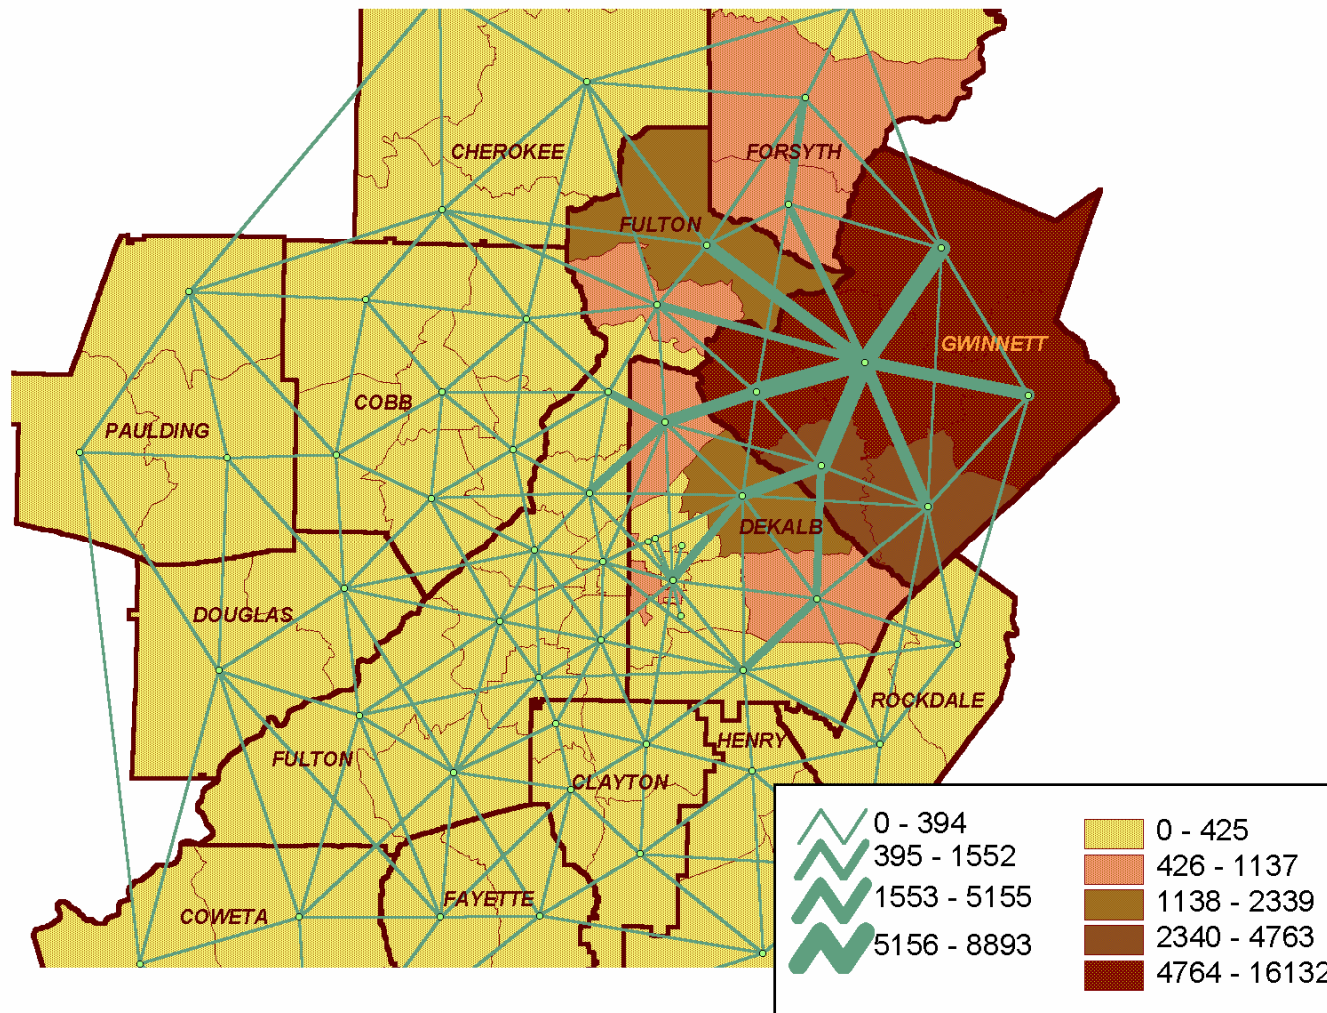 CHEROKEE
FORSYTH
FULTON
GWINNETT
COBB
PAULDING
DEKALB
DOUGLAS
ROCKDALE
HENRY
FULTON
CLAYTON
FAYETTE
COWETA
0 - 394
395 - 1552
1553 - 5155
5156 - 8893
0 - 425
426 - 1137
1138 - 2339
2340 - 4763
4764 - 16132